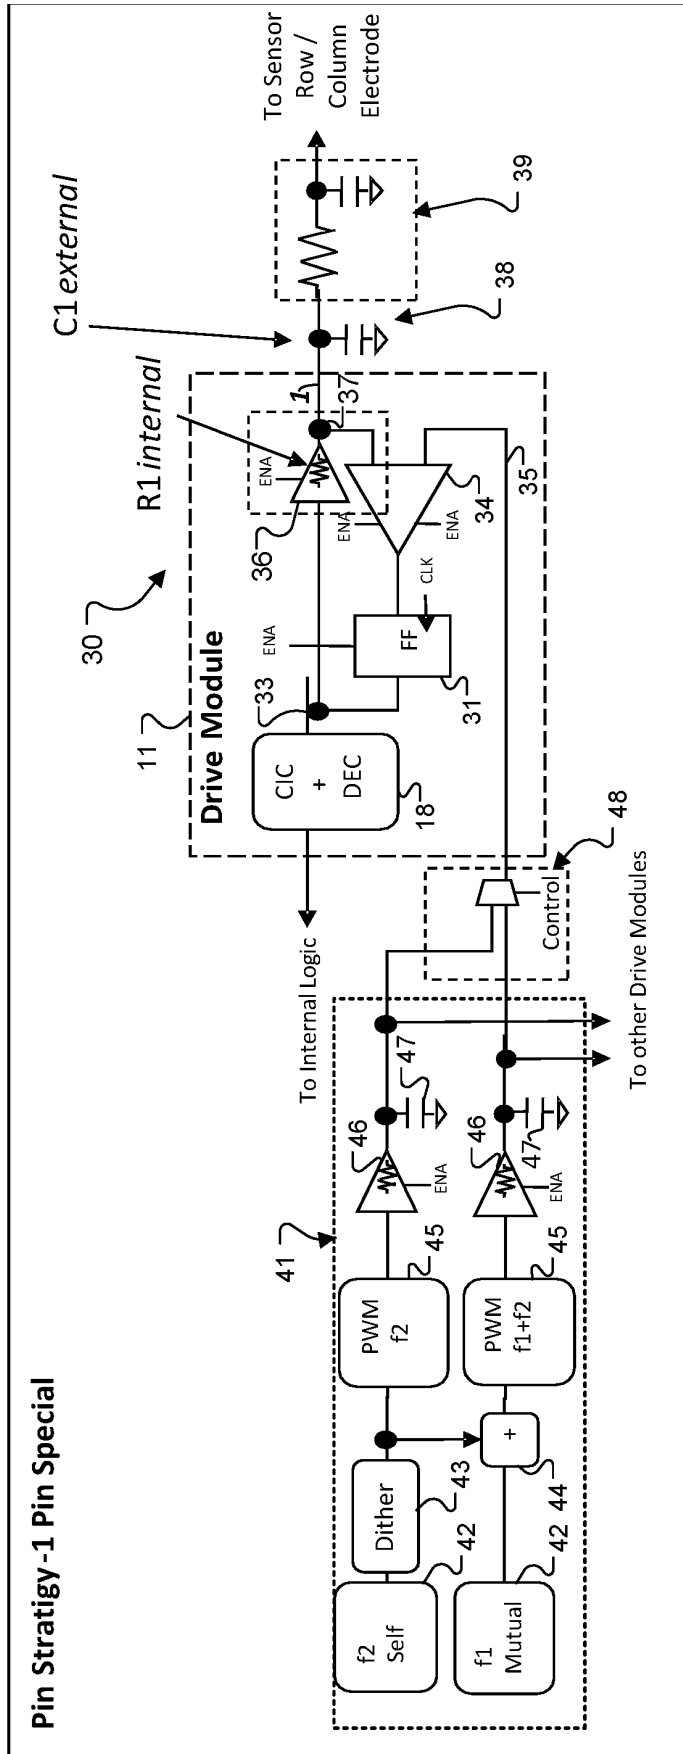 Pin Stratigy -1 Pin Special
f2
Self
42
Dither
43
PWM
f2
45
46
ENA
47
41
f1
Mutual
42
+
44
PWM
f1+f2
45
46
ENA
47
To other Drive Modules
To Internal Logic
Control
48
11
30
Drive Module
CIC
+
DEC
18
33
ENA
FF
CLK
31
36
ENA
37
1
ENA
ENA
34
35
R1 internal
C1 external
38
39
To Sensor
Row /
Column
Electrode